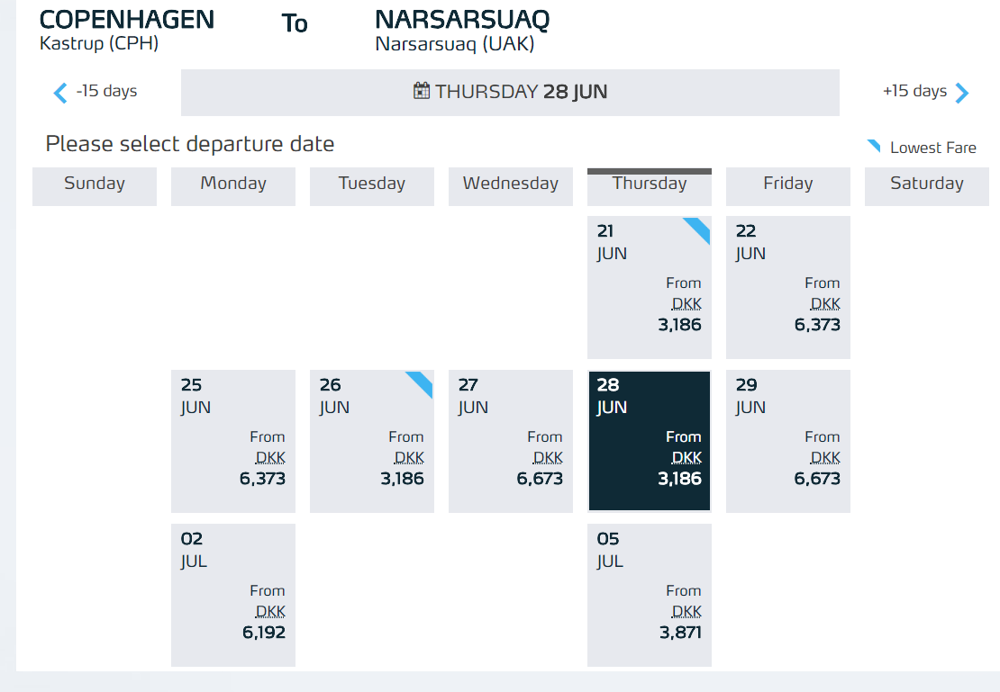 COPENHAGEN To NARSARSUAQ
Kastrup (CPH) Narsarsuaq (UAK)
-15 days THURSDAY 28 JUN +15 days
Please select departure date Lowest Fare
Sunday Monday Tuesday Wednesday Thursday Friday Saturday
21 22
JUN JUN
From From
DKK DKK
3,186 6,373
25 26 27 28 29
JUN JUN JUN JUN JUN
From From From From From
DKK DKK DKK DKK DKK
6,373 3,186 6,673 3,186 6,673
02 05
JUL JUL
From From
DKK DKK
6,192 3,871